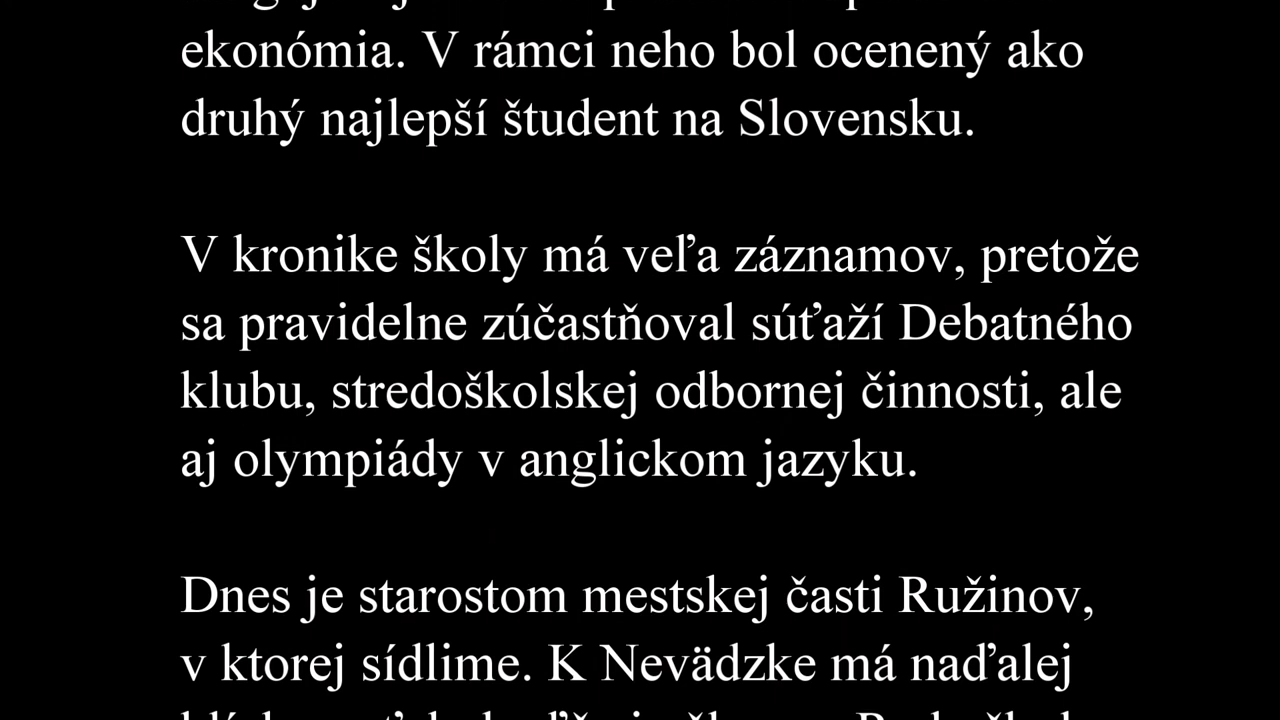 ekonómia. V rámci neho bol ocenený ako
druhý najlepší študent na Slovensku.
V kronike školy má veľa záznamov, pretože
sa pravidelne zúčastňoval súťaží Debatného
klubu, stredoškolskej odbornej činnosti, ale
aj olympiády v anglickom jazyku.
Dnes je starostom mestskej časti Ružinov,
v ktorej sídlime. K Nevädzke má naďalej